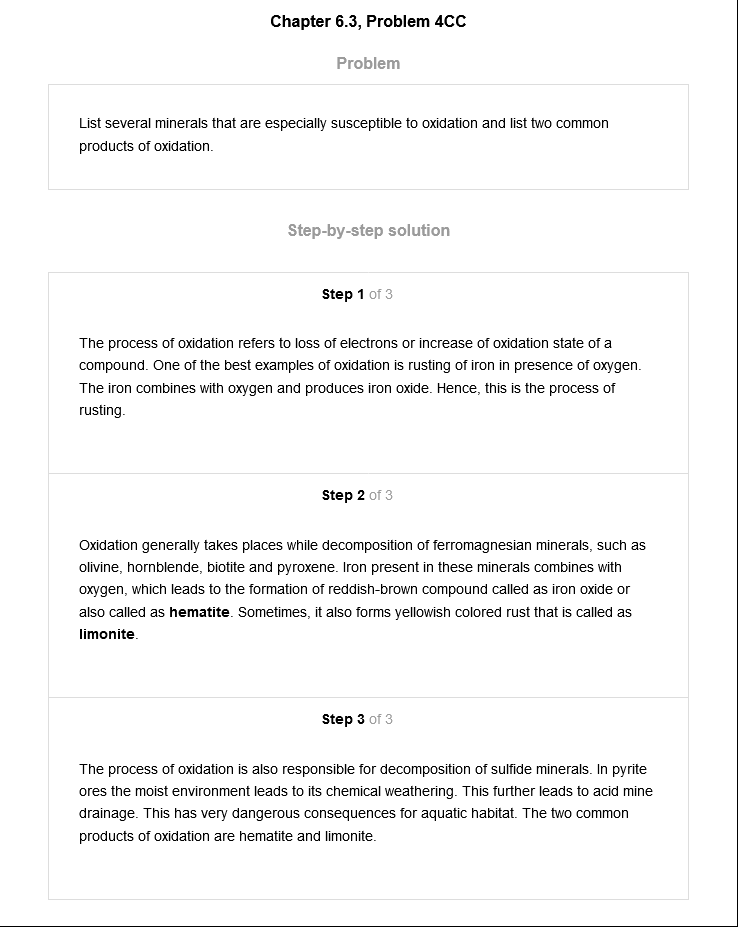 Chapter 6.3, Problem 4CC
Problem
List several minerals that are especially susceptible to oxidation and list two common
products of oxidation.
Step-by-step solution
Step 1 of 3
The process of oxidation refers to loss of electrons or increase of oxidation state of a
compound. One of the best examples of oxidation is rusting of iron in presence of oxygen.
The iron combines with oxygen and produces iron oxide. Hence, this is the process of
rusting.
Step 2 of 3
Oxidation generally takes places while decomposition of ferromagnesian minerals, such as
olivine, hornblende, biotite and pyroxene. Iron present in these minerals combines with
oxygen, which leads to the formation of reddish-brown compound called as iron oxide or
also called as hematite. Sometimes, it also forms yellowish colored rust that is called as
limonite.
Step 3 of 3
The process of oxidation is also responsible for decomposition of sulfide minerals. In pyrite
ores the moist environment leads to its chemical weathering. This further leads to acid mine
drainage. This has very dangerous consequences for aquatic habitat. The two common
products of oxidation are hematite and limonite.